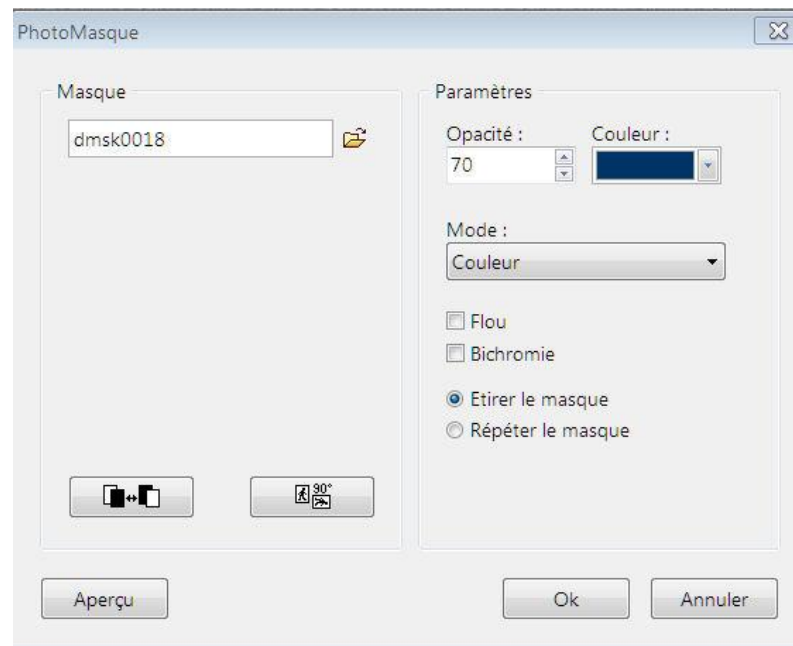 PhotoMasque
Masque
dmsk0018
90°
Paramètres
Opacité :
Couleur :
70
Mode :
Couleur
Flou
Bichromie
Etirer le masque
Répéter le masque
Aperçu
Ok
Annuler